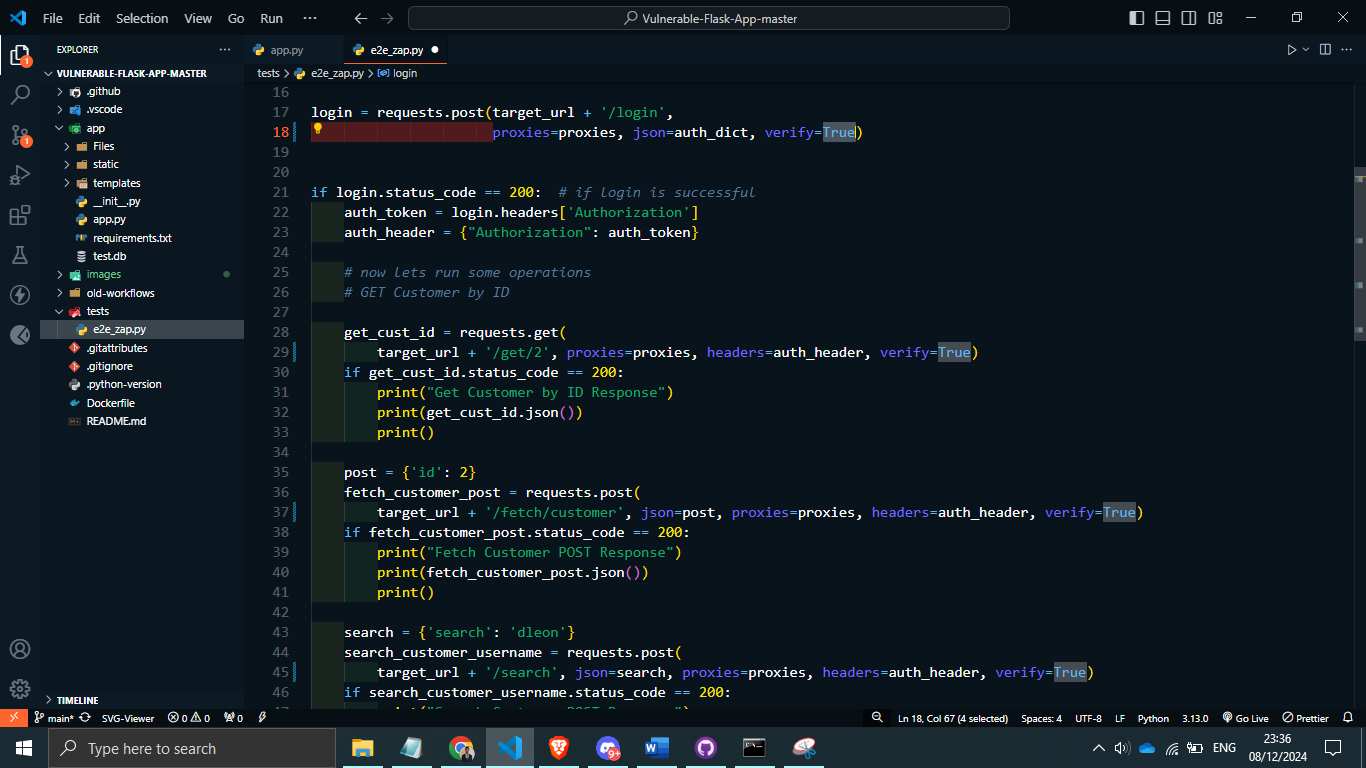 File Edit Selection View Go Run ··· Vulnerable-Flask-App-master
EXPLORER ···
VULNERABLE-FLASK-APP-MASTER
.github
.vscode
app
Files
static
templates
__init__.py
app.py
requirements.txt
test.db
images
old-workflows
tests
e2e_zap.py
.gitattributes
.gitignore
.python-version
Dockerfile
README.md
TIMELINE
1
1
app.py e2e_zap.py
tests > e2e_zap.py > login
16
17 login = requests.post(target_url + '/login',
18 proxies=proxies, json=auth_dict, verify=True)
19
20
21 if login.status_code == 200:  # if login is successful
22 auth_token = login.headers['Authorization']
23 auth_header = {"Authorization": auth_token}
24
25 # now lets run some operations
26 # GET Customer by ID
27
28 get_cust_id = requests.get(
29 target_url + '/get/2', proxies=proxies, headers=auth_header, verify=True)
30 if get_cust_id.status_code == 200:
31 print("Get Customer by ID Response")
32 print(get_cust_id.json())
33 print()
34
35 post = {'id': 2}
36 fetch_customer_post = requests.post(
37 target_url + '/fetch/customer', json=post, proxies=proxies, headers=auth_header, verify=True)
38 if fetch_customer_post.status_code == 200:
39 print("Fetch Customer POST Response")
40 print(fetch_customer_post.json())
41 print()
42
43 search = {'search': 'dleon'}
44 search_customer_username = requests.post(
45 target_url + '/search', json=search, proxies=proxies, headers=auth_header, verify=True)
46 if search_customer_username.status_code == 200:
main* SVG-Viewer 0 0 0 Ln 18, Col 67 (4 selected) Spaces: 4 UTF-8 LF Python 3.13.0 Go Live Prettier
Type here to search 9+ ENG 23:36
08/12/2024